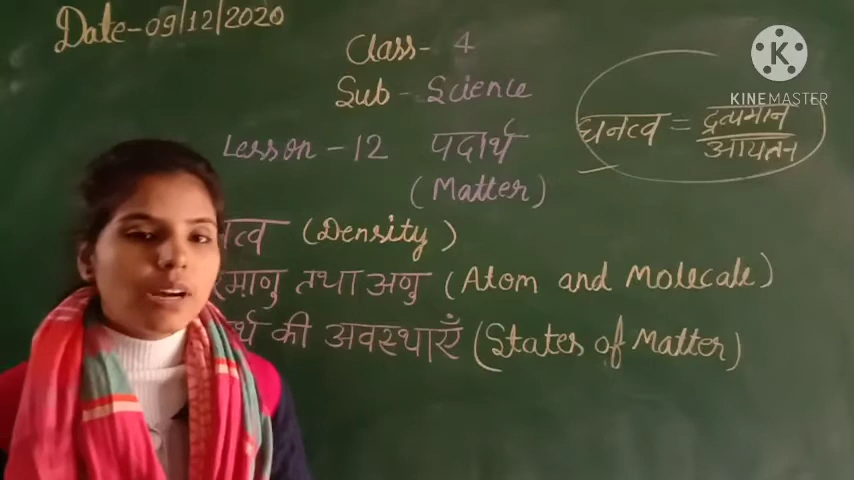 Date-09/12/2020
Class- 4
Sub - Science
Lesson - 12 पदार्थ
(Matter)
घनत्व = द्रव्यमान
आयतन
(Density)
तथा अणु (Atom and Molecule)
की अवस्थाएँ (States of Matter)
K
KINEMASTER